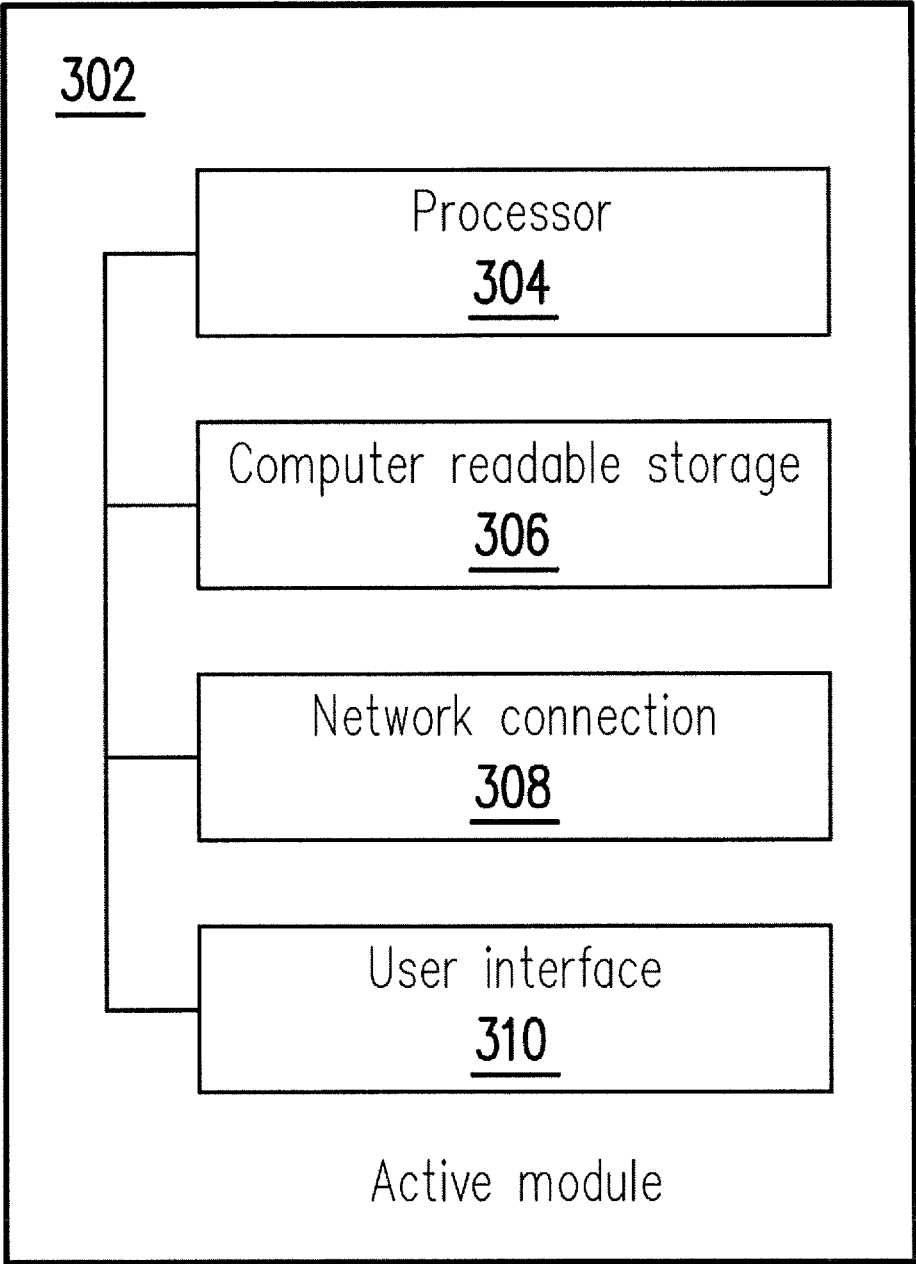 302
Processor
304
Computer readable storage
306
Network connection
308
User interface
310
Active module